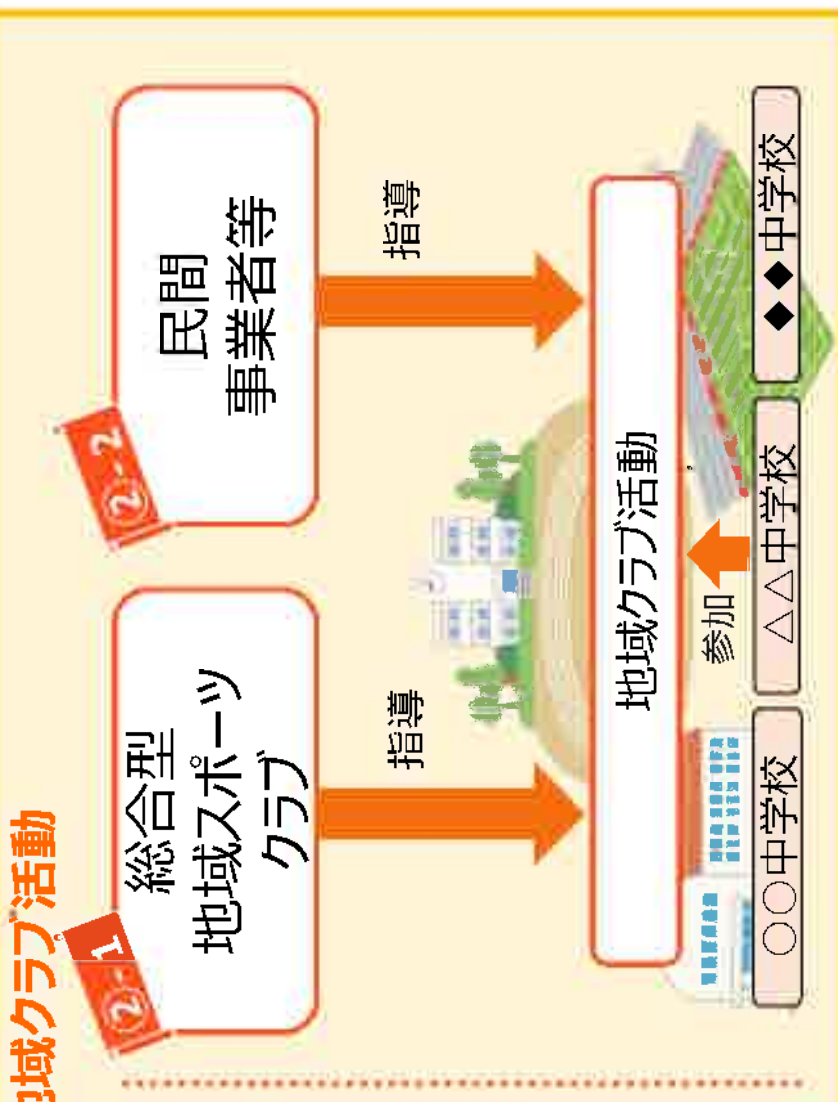 域クラブ活動
②-1
総合型
地域スポーツ
クラブ
②-2
民間
事業者等
指導
指導
地域クラブ活動
参加
○○中学校
△△中学校
◆◆中学校